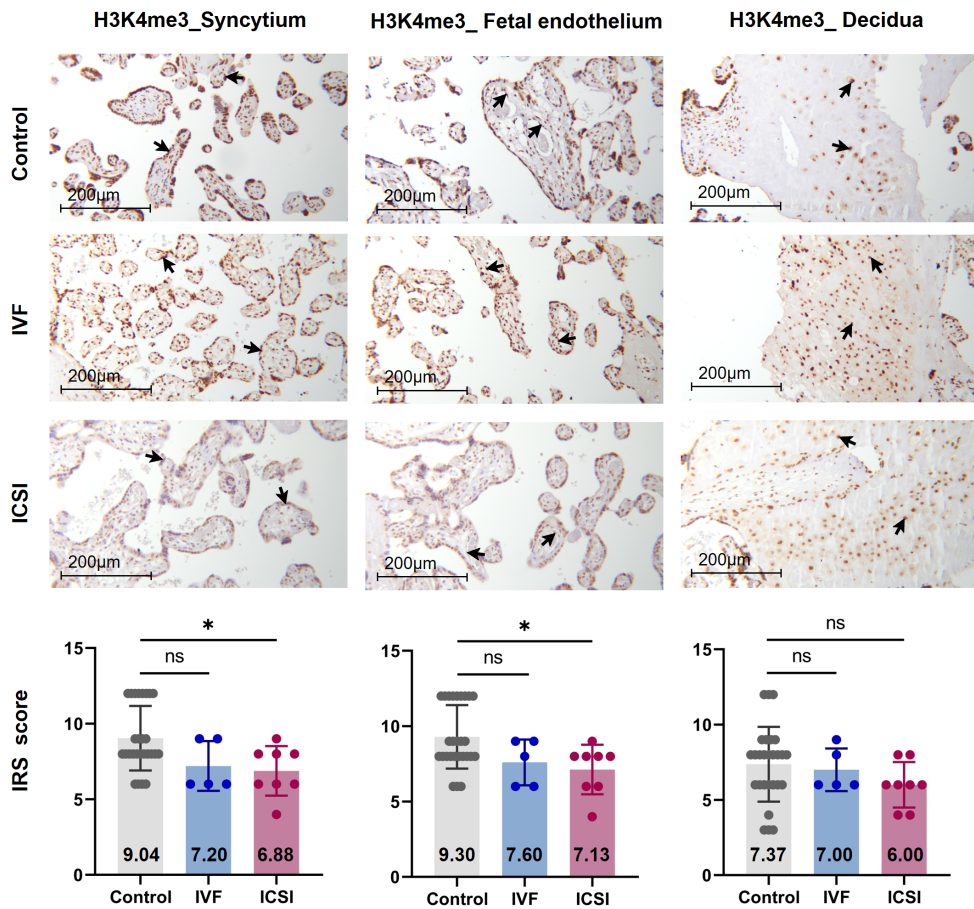 H3K4me3_Syncytium
H3K4me3_ Fetal endothelium
H3K4me3_ Decidua
Control
200µm
200µm
200µm
IVF
200µm
200µm
200µm
ICSI
200µm
200µm
200µm
IRS score
15
10
5
0
*
ns
9.04
7.20
6.88
Control
IVF
ICSI
15
10
5
0
*
ns
9.30
7.60
7.13
Control
IVF
ICSI
15
10
5
0
ns
ns
7.37
7.00
6.00
Control
IVF
ICSI